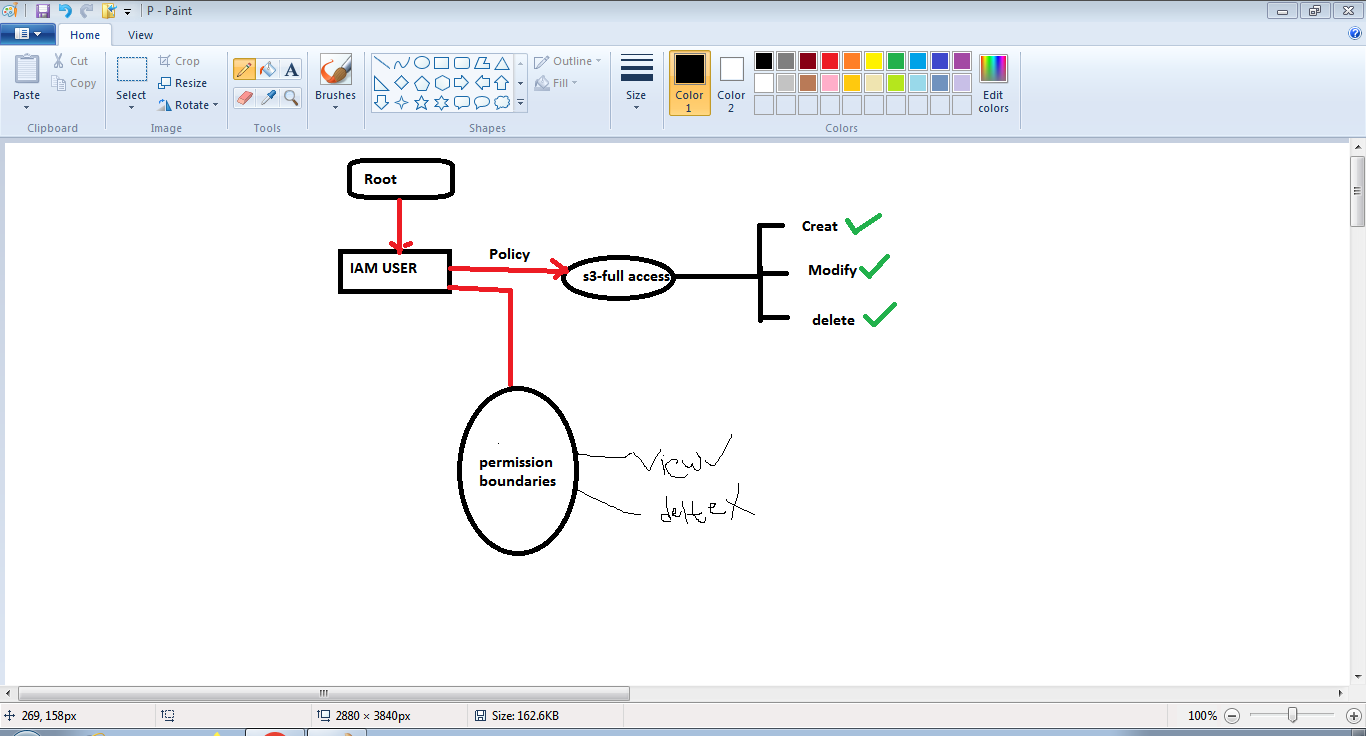 P - Paint
Home
View
Paste
Cut
Copy
Clipboard
Select
Crop
Resize
Rotate
Image
Tools
Brushes
Shapes
Outline
Fill
Size
Color 1
Color 2
Edit colors
Colors
Root
IAM USER
Policy
s3-full access
Creat
Modify
delete
permission
boundaries
view
delte
269, 158px
2880 × 3840px
Size: 162.6KB
100%